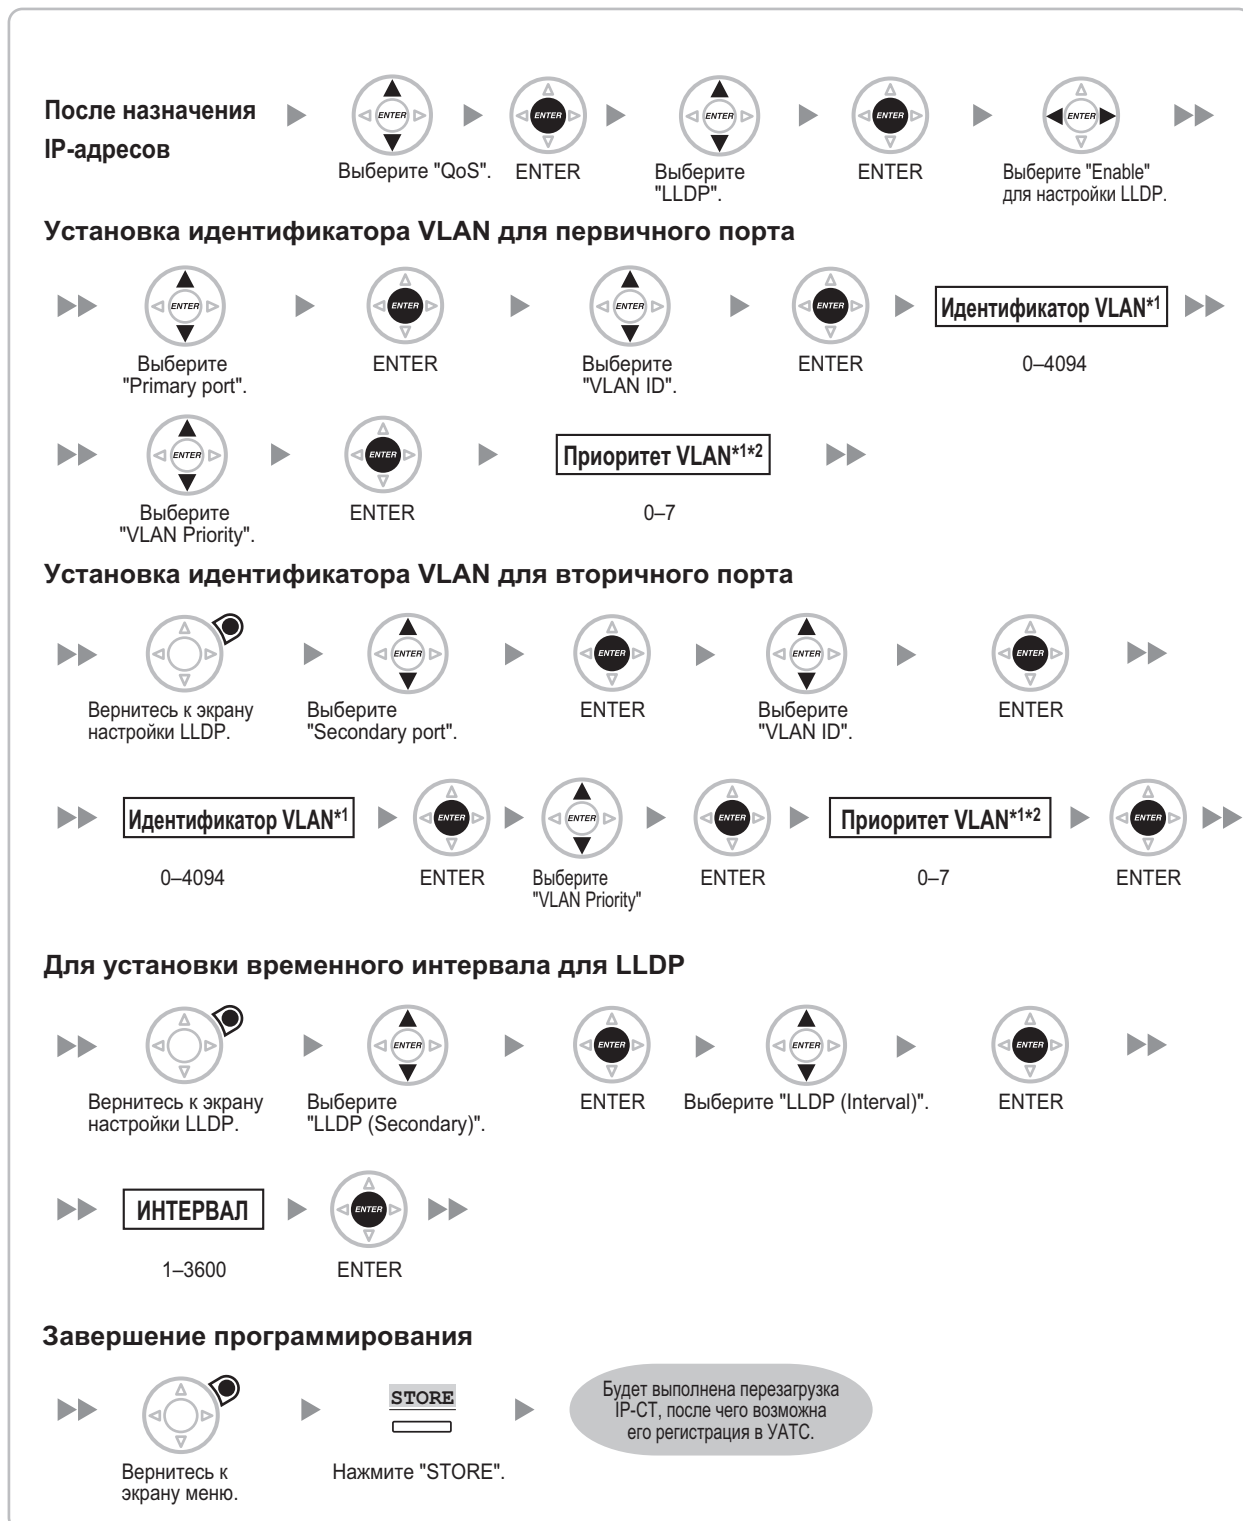 После назначения
IP-адресов
ENTER
Выберите "QoS".
ENTER
ENTER
ENTER
Выберите
"LLDP".
ENTER
ENTER
ENTER
Выберите "Enable"
для настройки LLDP.
Установка идентификатора VLAN для первичного порта
ENTER
Выберите
"Primary port".
ENTER
ENTER
ENTER
Выберите
"VLAN ID".
ENTER
ENTER
Идентификатор VLAN*1
0–4094
ENTER
Выберите
"VLAN Priority".
ENTER
ENTER
Приоритет VLAN*1*2
0–7
Установка идентификатора VLAN для вторичного порта
Вернитесь к экрану
настройки LLDP.
ENTER
Выберите
"Secondary port".
ENTER
ENTER
ENTER
Выберите
"VLAN ID".
ENTER
ENTER
Идентификатор VLAN*1
0–4094
ENTER
ENTER
ENTER
Выберите
"VLAN Priority"
ENTER
ENTER
Приоритет VLAN*1*2
0–7
ENTER
ENTER
Для установки временного интервала для LLDP
Вернитесь к экрану
настройки LLDP.
ENTER
Выберите
"LLDP (Secondary)".
ENTER
ENTER
ENTER
Выберите "LLDP (Interval)".
ENTER
ENTER
ИНТЕРВАЛ
1–3600
ENTER
ENTER
Завершение программирования
Вернитесь к
экрану меню.
STORE
Нажмите "STORE".
Будет выполнена перезагрузка
IP-CT, после чего возможна
его регистрация в УАТС.